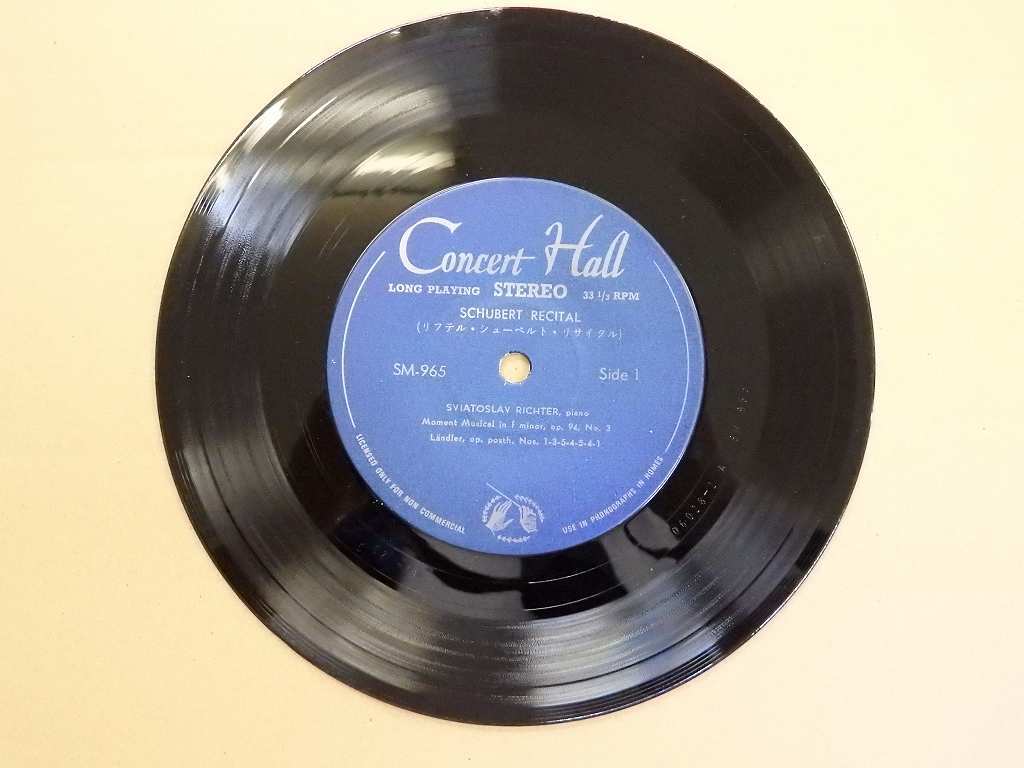 Concert Hall
LONG PLAYING STEREO 33 1/3 RPM
SCHUBERT RECITAL
(リフテル・シューベルト・リサイタル)
SM-965 Side 1
SVIATOSLAV RICHTER, piano
Moment Musical in f minor, op. 94, No. 3
Ländler, op. posth. Nos. 1-3-5-4-5-4-1
LICENSED ONLY FOR NON COMMERCIAL
USE IN PHONOGRAPHS IN HOMES